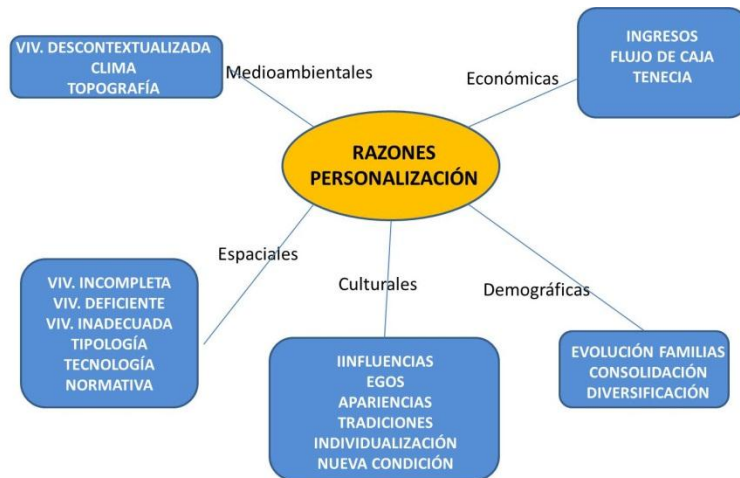 VIV. DESCONTEXTUALIZADA
CLIMA
TOPOGRAFÍA
Medioambientales
Económicas
INGRESOS
FLUJO DE CAJA
TENECIA
RAZONES
PERSONALIZACIÓN
Espaciales
VIV. INCOMPLETA
VIV. DEFICIENTE
VIV. INADECUADA
TIPOLOGÍA
TECNOLOGÍA
NORMATIVA
Culturales
IINFLUENCIAS
EGOS
APARIENCIAS
TRADICIONES
INDIVIDUALIZACIÓN
NUEVA CONDICIÓN
Demográficas
EVOLUCIÓN FAMILIAS
CONSOLIDACIÓN
DIVERSIFICACIÓN